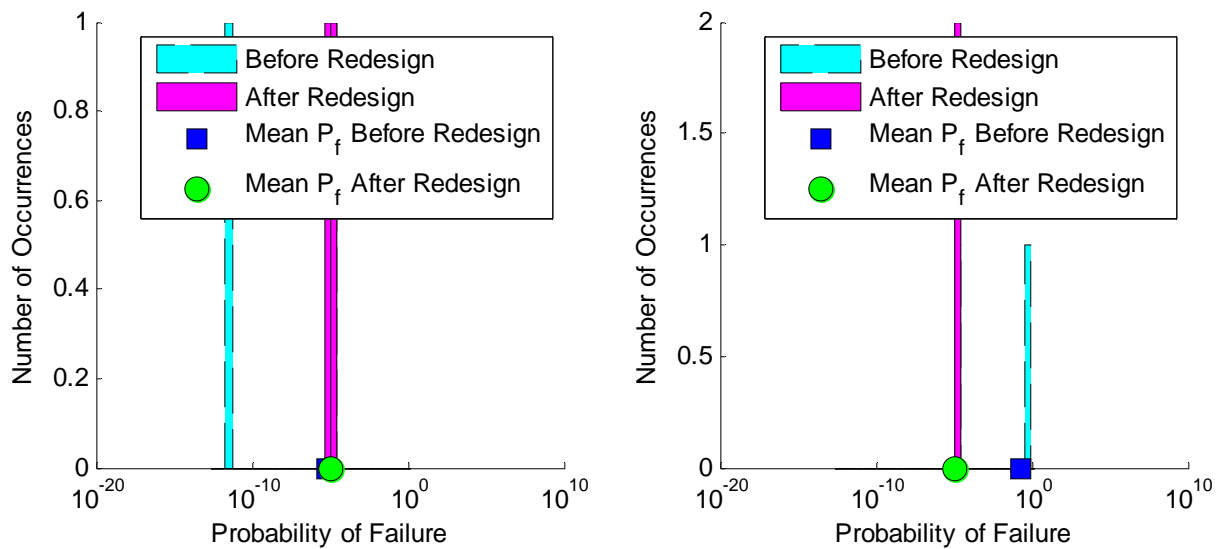 1
0.8
0.6
0.4
0.2
0
Number of Occurrences
Before Redesign
After Redesign
Mean P_f Before Redesign
Mean P_f After Redesign
10^-20
10^-10
10^0
10^10
Probability of Failure
2
1.5
1
0.5
0
Number of Occurrences
Before Redesign
After Redesign
Mean P_f Before Redesign
Mean P_f After Redesign
10^-20
10^-10
10^0
10^10
Probability of Failure